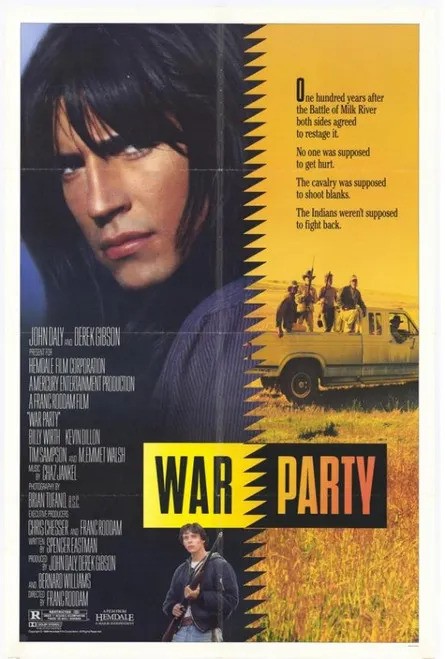 One hundred years after
the Battle of Milk River
both sides agreed
to restage it.
No one was supposed
to get hurt.
The cavalry was supposed
to shoot blanks.
The Indians weren't supposed
to fight back.
JOHN DALY AND DEREK GIBSON
PRESENT FOR
HEMDALE FILM CORPORATION
A MERCURY ENTERTAINMENT PRODUCTION
A FRANC RODDAM FILM
"WAR PARTY"
BILLY WIRTH KEVIN DILLON
TIM SAMPSON AND M. EMMET WALSH
MUSIC BY CHAZ JANKEL
PHOTOGRAPHY BY
BRIAN TUFANO B.S.C.
EXECUTIVE PRODUCERS
CHRIS CHESSER AND FRANC RODDAM
WRITTEN BY SPENCER EASTMAN
PRODUCED BY JOHN DALY, DEREK GIBSON
AND BERNARD WILLIAMS
DIRECTED BY FRANC RODDAM
WAR PARTY
R RESTRICTED
A FILM FROM
HEMDALE